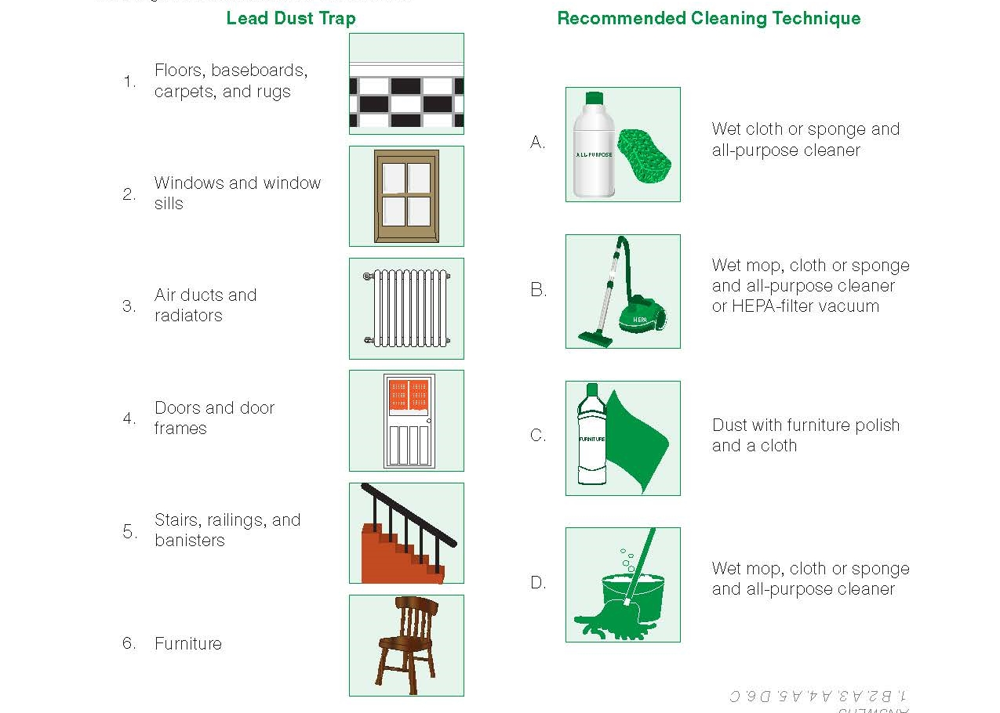 Lead Dust Trap
Recommended Cleaning Technique
1.
Floors, baseboards,
carpets, and rugs
2.
Windows and window
sills
3.
Air ducts and
radiators
4.
Doors and door
frames
5.
Stairs, railings, and
banisters
6.
Furniture
A.
ALL-PURPOSE
Wet cloth or sponge and
all-purpose cleaner
B.
HEPA
Wet mop, cloth or sponge
and all-purpose cleaner
or HEPA-filter vacuum
C.
FURNITURE
Dust with furniture polish
and a cloth
D.
Wet mop, cloth or sponge
and all-purpose cleaner
ANSWERS
1. B 2. A 3. A 4. A 5. D 6. C